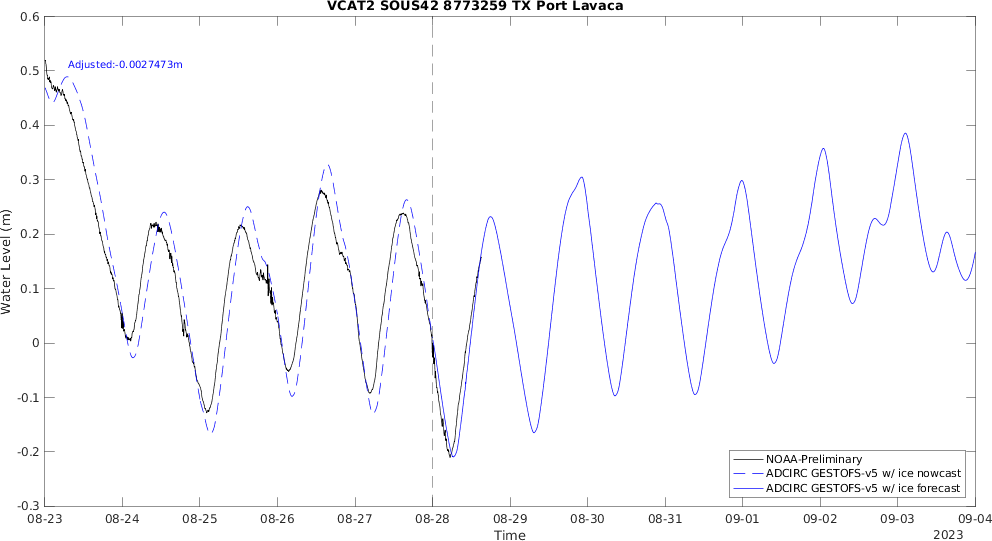 VCAT2 SOUS42 8773259 TX Port Lavaca
Adjusted:-0.0027473m
Water Level (m)
0.6
0.5
0.4
0.3
0.2
0.1
0
-0.1
-0.2
-0.3
NOAA-Preliminary
ADCIRC GESTOFS-v5 w/ ice nowcast
ADCIRC GESTOFS-v5 w/ ice forecast
08-23 08-24 08-25 08-26 08-27 08-28 08-29 08-30 08-31 09-01 09-02 09-03 09-04
Time
2023